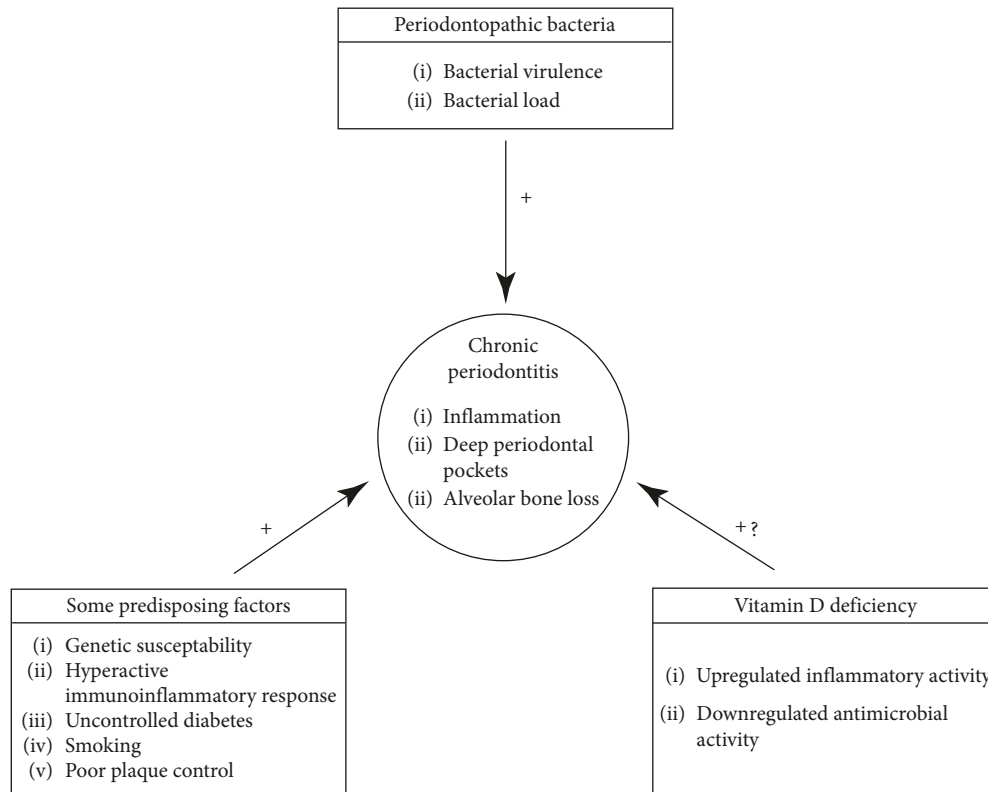 Periodontopathic bacteria
(i) Bacterial virulence
(ii) Bacterial load
+
Chronic
periodontitis
(i) Inflammation
(ii) Deep periodontal
pockets
(ii) Alveolar bone loss
+
+ ?
Some predisposing factors
(i) Genetic susceptability
(ii) Hyperactive
immunoinflammatory response
(iii) Uncontrolled diabetes
(iv) Smoking
(v) Poor plaque control
Vitamin D deficiency
(i) Upregulated inflammatory activity
(ii) Downregulated antimicrobial
activity